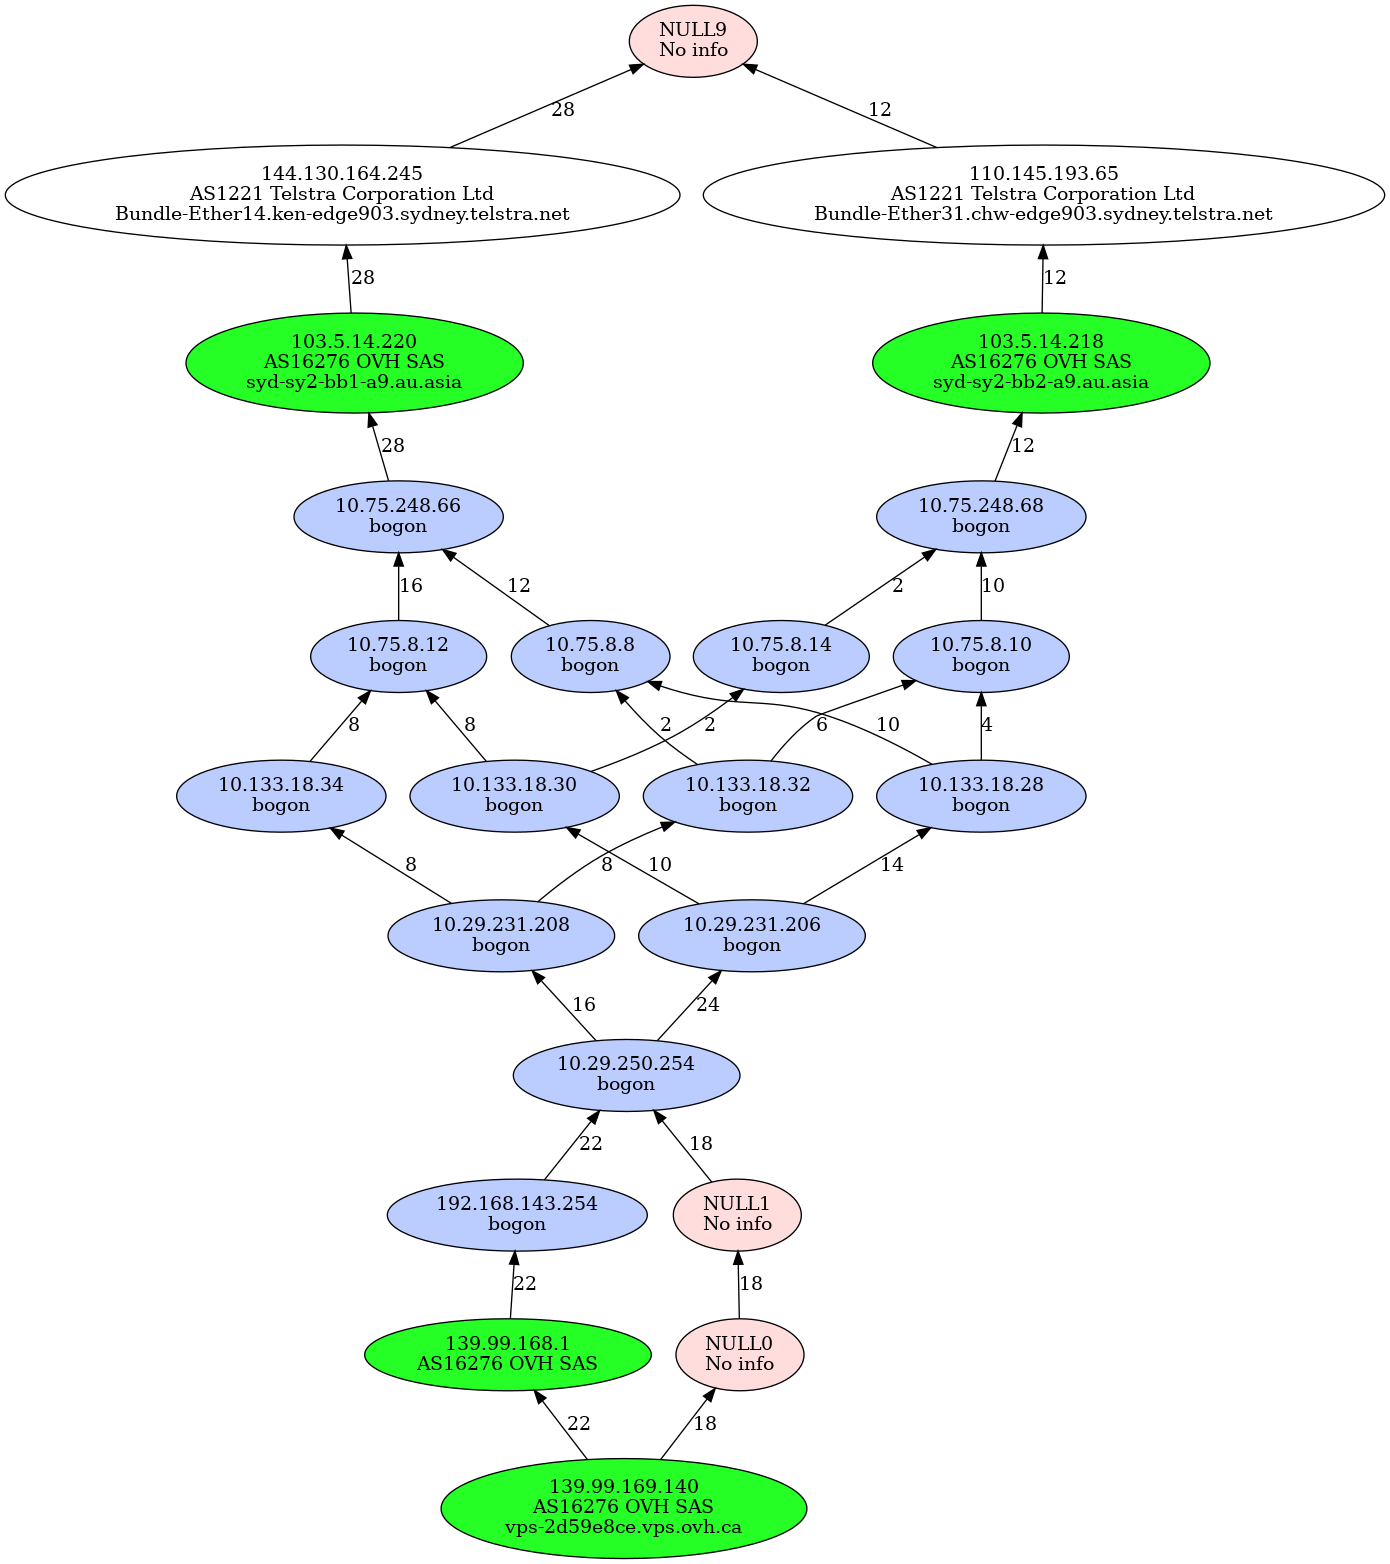 NULL9
No info
28
12
144.130.164.245
AS1221 Telstra Corporation Ltd
Bundle-Ether14.ken-edge903.sydney.telstra.net
110.145.193.65
AS1221 Telstra Corporation Ltd
Bundle-Ether31.chw-edge903.sydney.telstra.net
28
12
103.5.14.220
AS16276 OVH SAS
syd-sy2-bb1-a9.au.asia
103.5.14.218
AS16276 OVH SAS
syd-sy2-bb2-a9.au.asia
28
12
10.75.248.66
bogon
10.75.248.68
bogon
16
12
2
10
10.75.8.12
bogon
10.75.8.8
bogon
10.75.8.14
bogon
10.75.8.10
bogon
8
8
2
2
6
10
4
10.133.18.34
bogon
10.133.18.30
bogon
10.133.18.32
bogon
10.133.18.28
bogon
8
8
10
14
10.29.231.208
bogon
10.29.231.206
bogon
16
24
10.29.250.254
bogon
22
18
192.168.143.254
bogon
NULL1
No info
22
18
139.99.168.1
AS16276 OVH SAS
NULL0
No info
22
18
139.99.169.140
AS16276 OVH SAS
vps-2d59e8ce.vps.ovh.ca